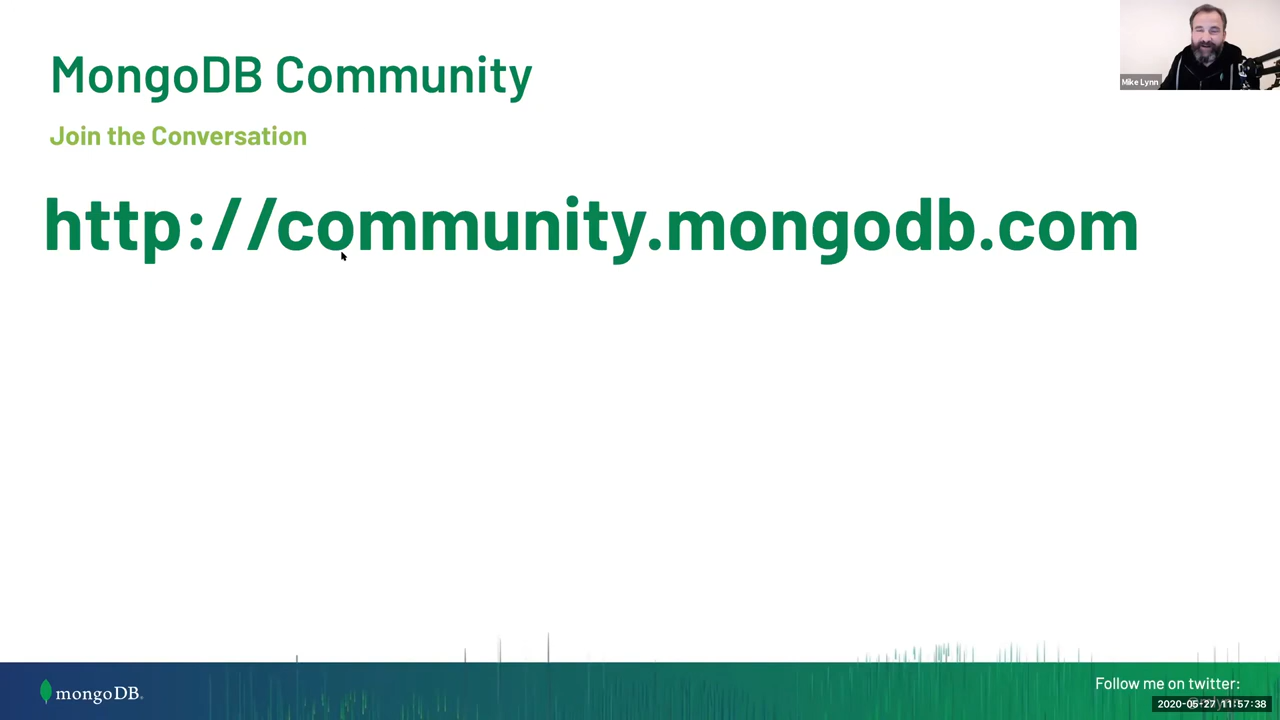 MongoDB Community
Join the Conversation
http://community.mongodb.com
Mike Lynn
mongoDB.
Follow me on twitter:
2020-05-27 11:57:38